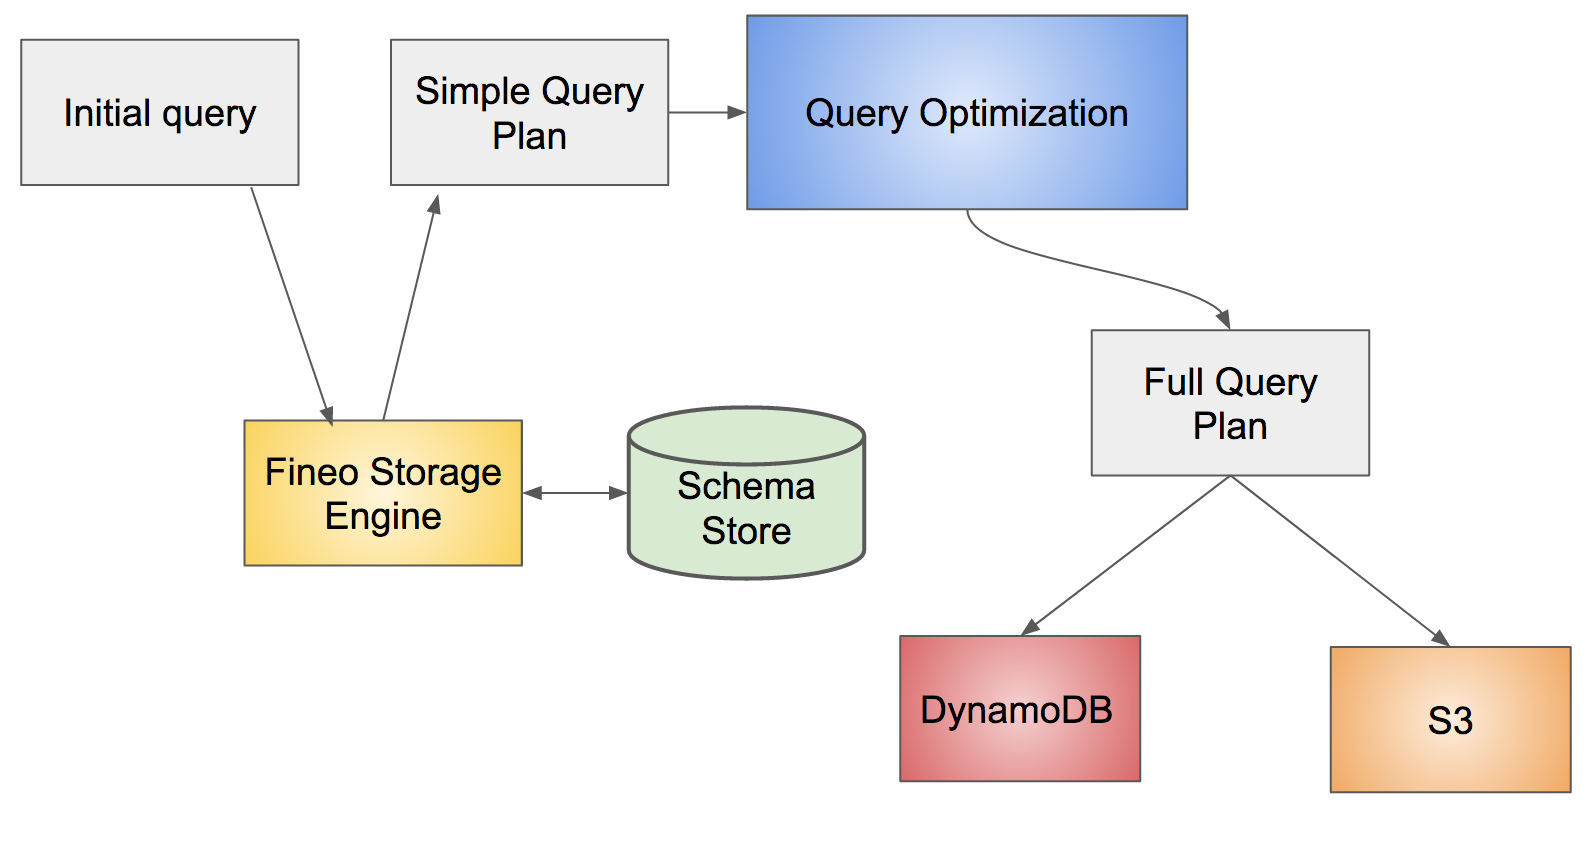 Initial query
Simple Query
Plan
Query Optimization
Full Query
Plan
Fineo Storage
Engine
Schema
Store
DynamoDB
S3